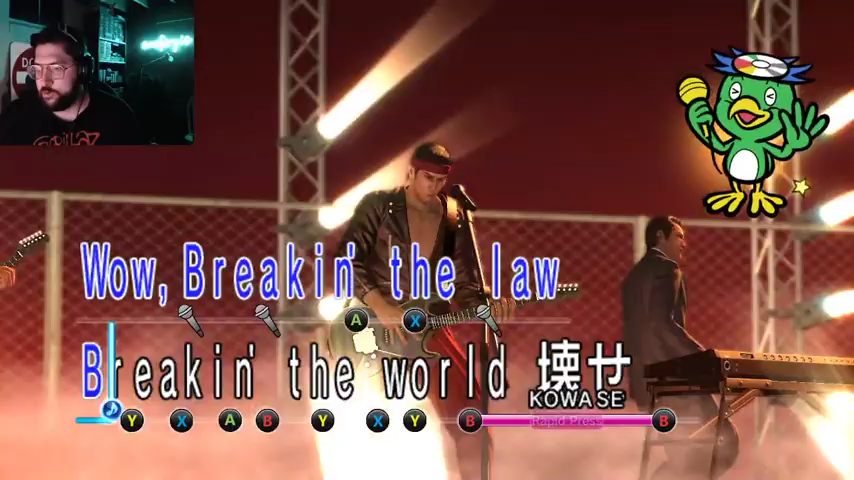 Wow, Breakin' the law
A X
Breakin' the world 壊せ
KOWASE
Y X A B Y X Y B Rapid Press B